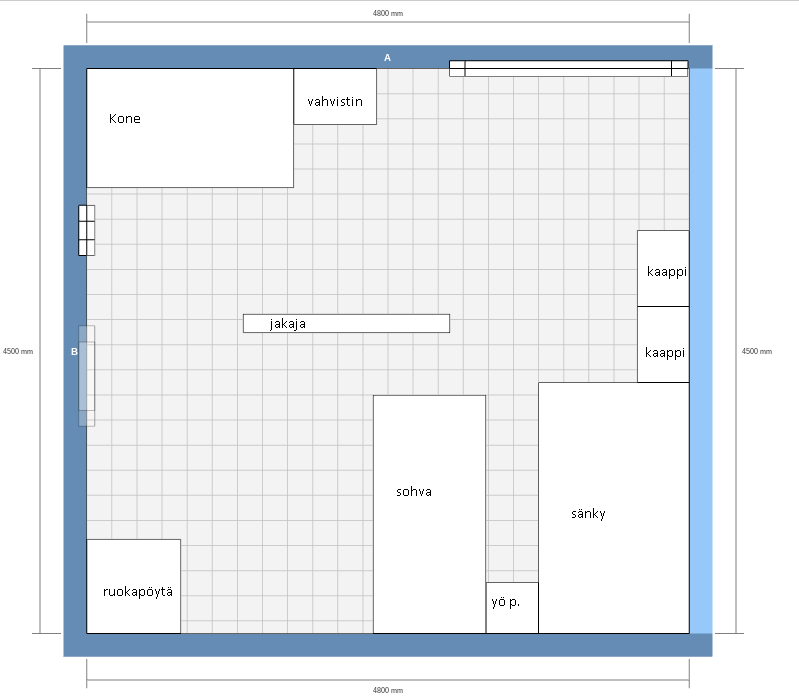 4800 mm
A
Kone
vahvistin
kaappi
jakaja
kaappi
4500 mm
B
4500 mm
sohva
sänky
ruokapöytä
yö p.
4800 mm